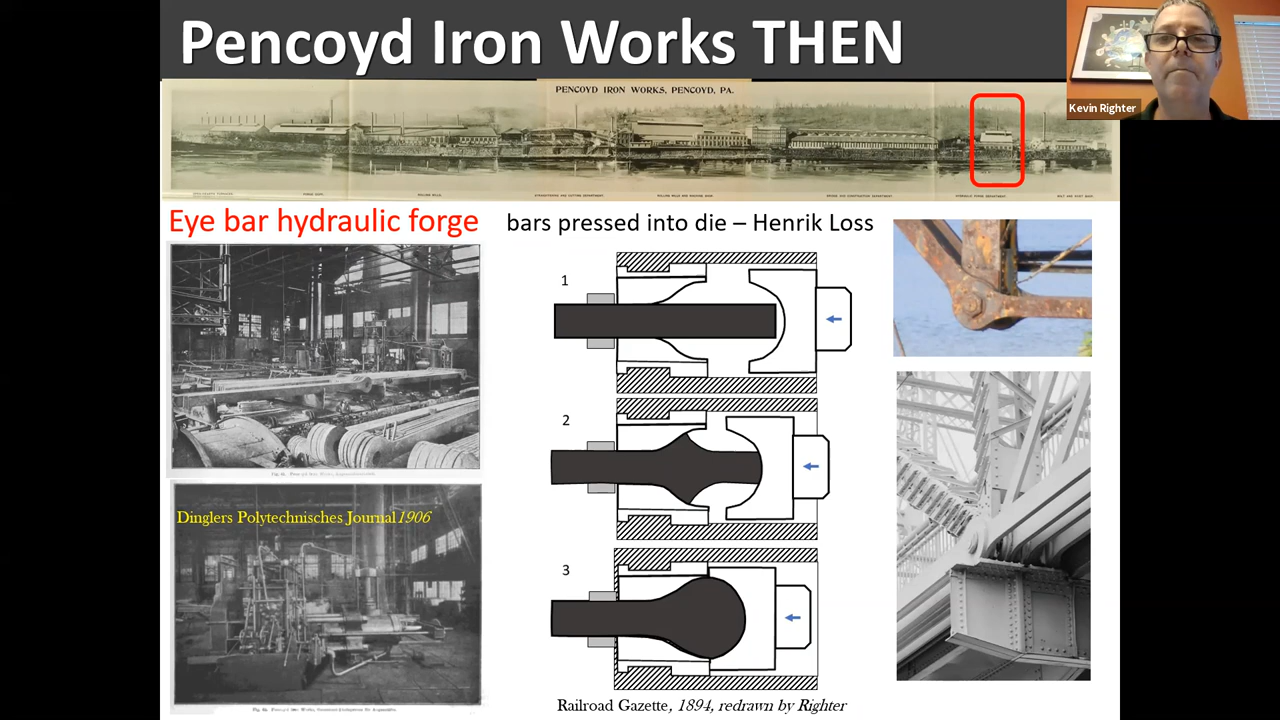 Pencoyd Iron Works THEN
Kevin Righter
PENCOYD IRON WORKS, PENCOYD, PA.
Eye bar hydraulic forge
bars pressed into die – Henrik Loss
1
2
3
Dinglers Polytechnisches Journal 1906
Railroad Gazette, 1894, redrawn by Righter